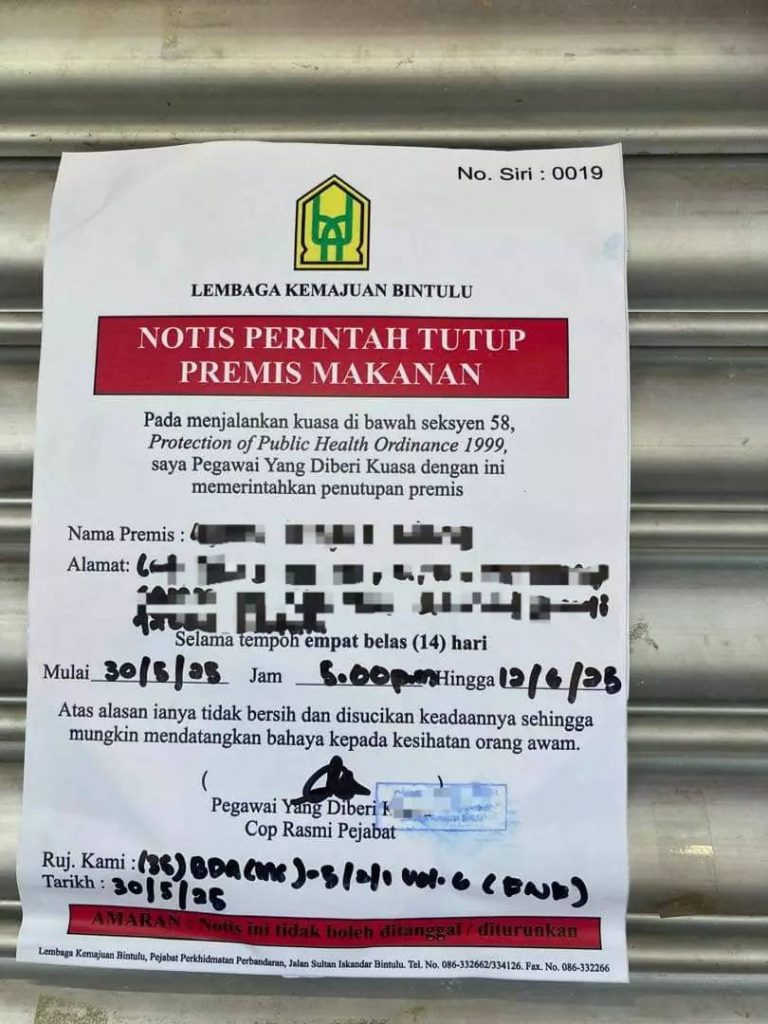 No. Siri : 0019
LEMBAGA KEMAJUAN BINTULU
NOTIS PERINTAH TUTUP
PREMIS MAKANAN
Pada menjalankan kuasa di bawah seksyen 58,
Protection of Public Health Ordinance 1999,
saya Pegawai Yang Diberi Kuasa dengan ini
memerintahkan penutupan premis
Nama Premis :
Alamat:
Selama tempoh empat belas (14) hari
Mulai 30/5/25 Jam 5.00pm Hingga 12/6/25
Atas alasan ianya tidak bersih dan disucikan keadaannya sehingga
mungkin mendatangkan bahaya kepada kesihatan orang awam.
( )
Pegawai Yang Diberi
Cop Rasmi Pejabat
Ruj. Kami : (36) BDA (MS) -5/2/1 Vol. 6 (ENF)
Tarikh : 30/5/25
AMARAN : Notis ini tidak boleh ditanggal / diturunkan
Lembaga Kemajuan Bintulu, Pejabat Perkhidmatan Perbandaran, Jalan Sultan Iskandar Bintulu. Tel. No. 086-332662/334126. Fax. No. 086-332266